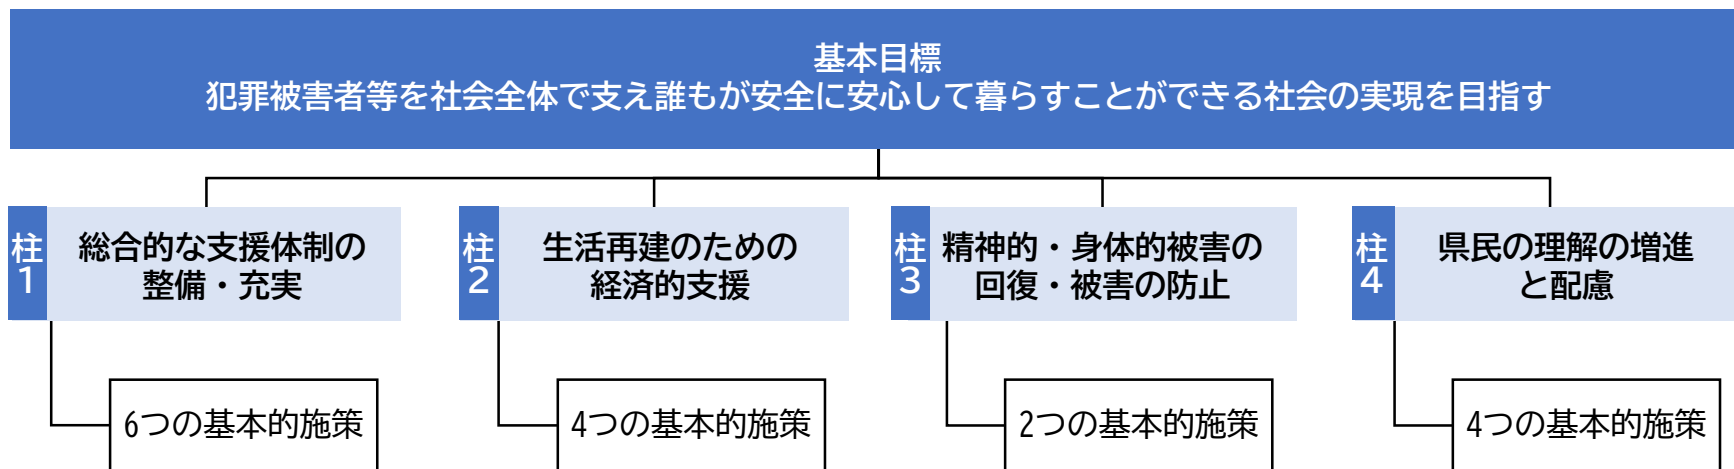 基本目標
犯罪被害者等を社会全体で支え誰もが安全に安心して暮らすことができる社会の実現を目指す
柱1
総合的な支援体制の
整備・充実
柱2
生活再建のための
経済的支援
柱3
精神的・身体的被害の
回復・被害の防止
柱4
県民の理解の増進
と配慮
6つの基本的施策
4つの基本的施策
2つの基本的施策
4つの基本的施策